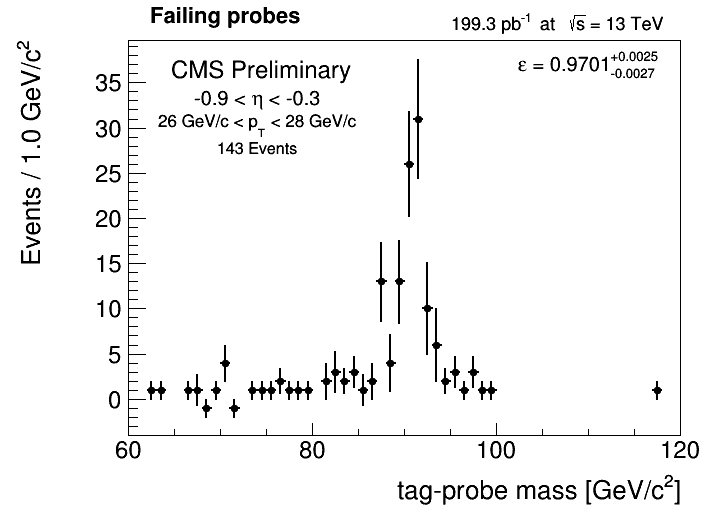 Failing probes
199.3 pb⁻¹ at √s = 13 TeV
CMS Preliminary
-0.9 < η < -0.3
26 GeV/c < p_T < 28 GeV/c
143 Events
ε = 0.9701 +0.0025 -0.0027
Events / 1.0 GeV/c²
35
30
25
20
15
10
5
0
60 80 100 120
tag-probe mass [GeV/c²]